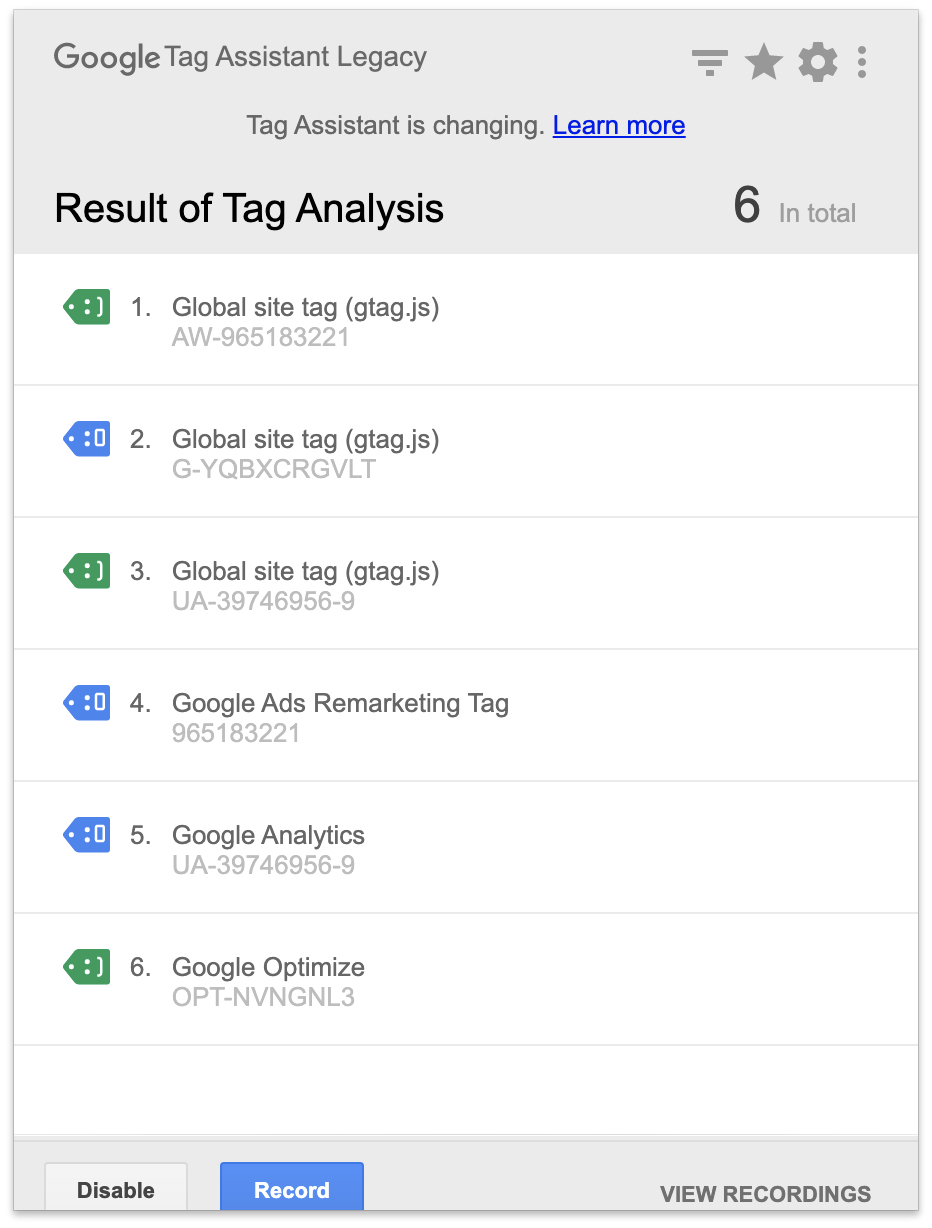 Google Tag Assistant Legacy
Tag Assistant is changing. Learn more
Result of Tag Analysis 6 In total
1. Global site tag (gtag.js)
AW-965183221
2. Global site tag (gtag.js)
G-YQBXCRGVLT
3. Global site tag (gtag.js)
UA-39746956-9
4. Google Ads Remarketing Tag
965183221
5. Google Analytics
UA-39746956-9
6. Google Optimize
OPT-NVNGNL3
Disable Record VIEW RECORDINGS